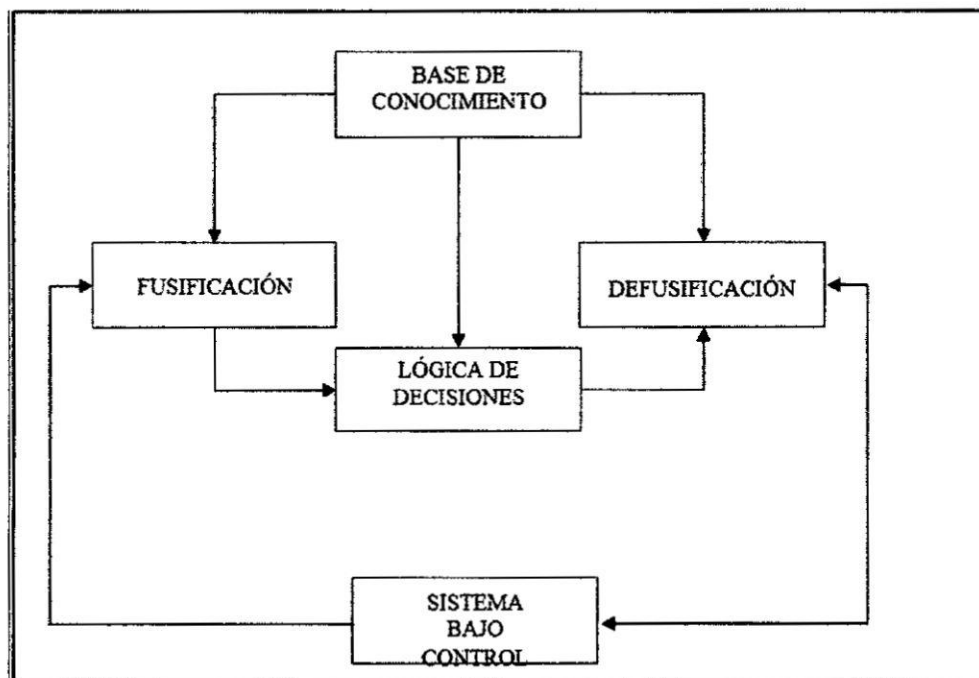 BASE DE
CONOCIMIENTO
FUSIFICACIÓN
DEFUSIFICACIÓN
LÓGICA DE
DECISIONES
SISTEMA
BAJO
CONTROL